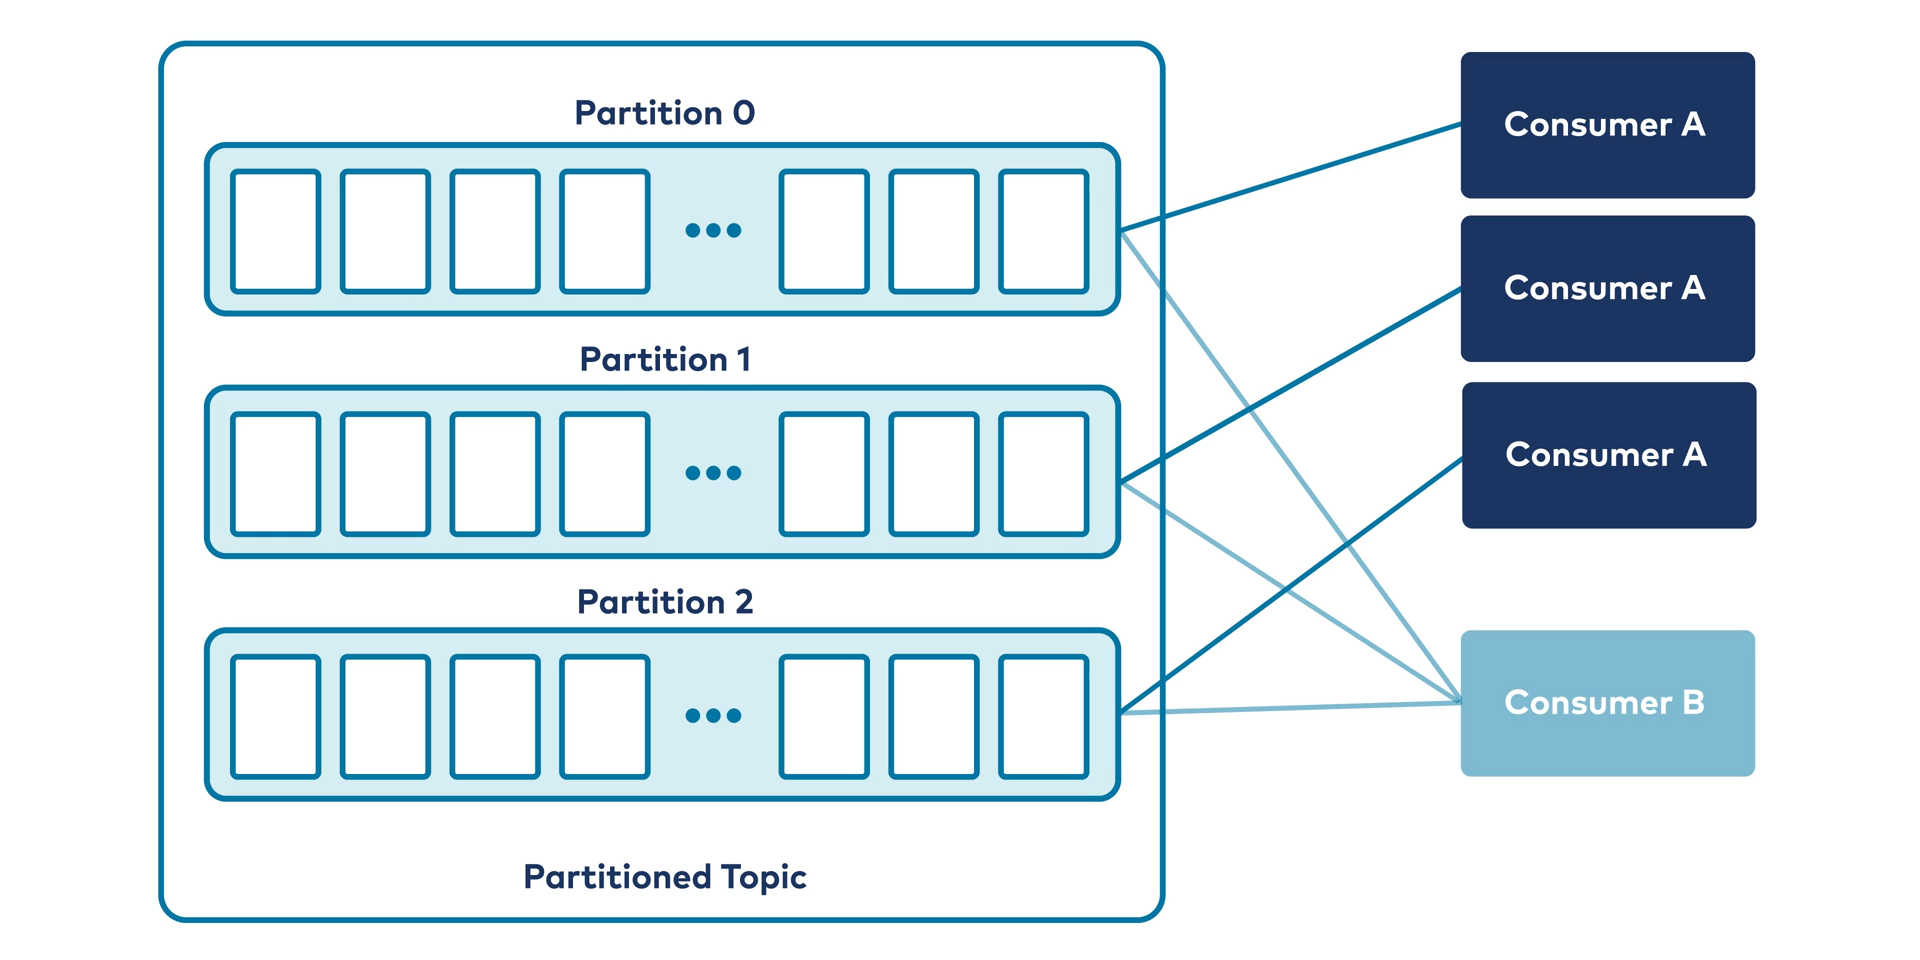 Partition 0
Consumer A
Consumer A
Partition 1
Consumer A
Partition 2
Consumer B
Partitioned Topic